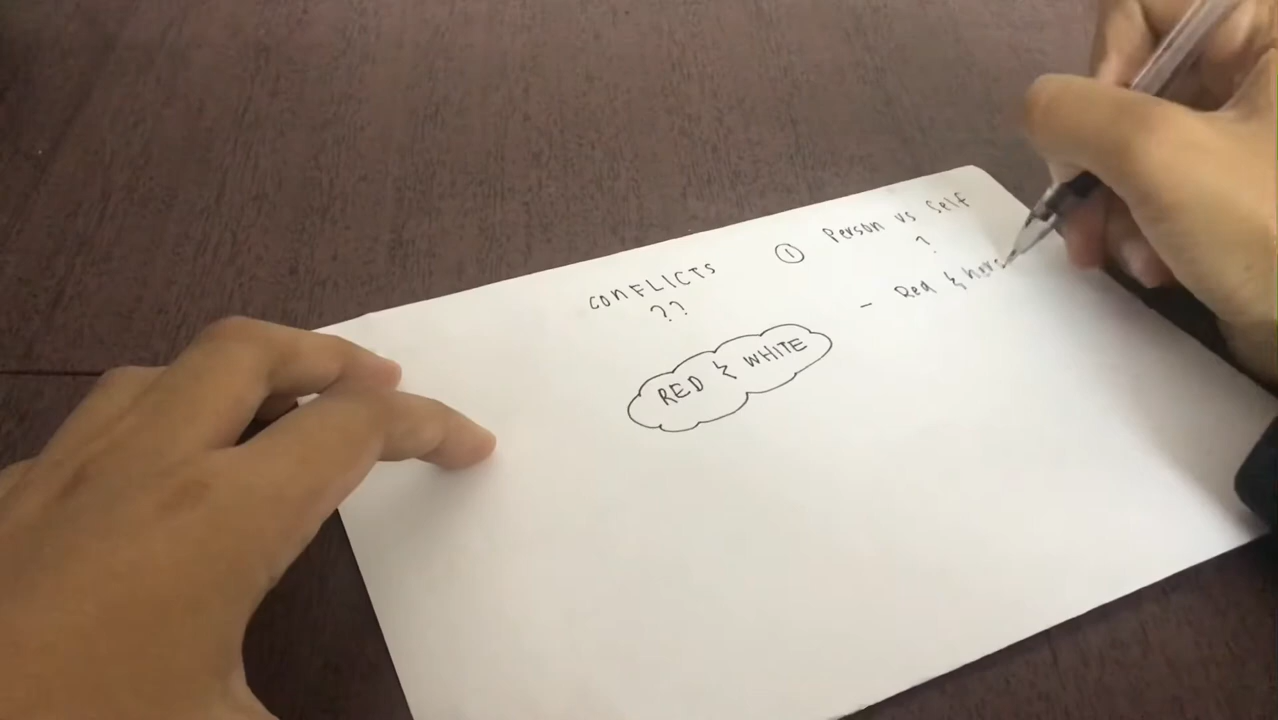 CONFLICTS
??
RED & WHITE
① Person vs Self
?
- Red & her